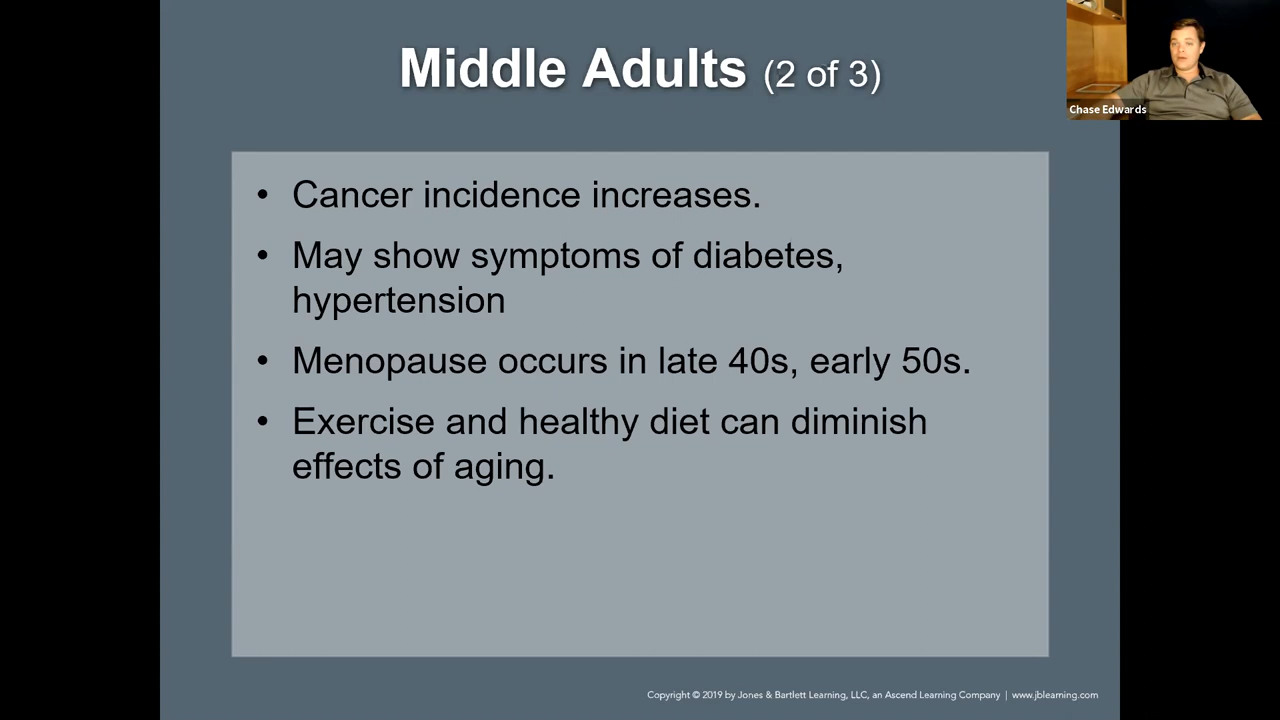 Middle Adults (2 of 3)
Chase Edwards
• Cancer incidence increases.
• May show symptoms of diabetes,
hypertension
• Menopause occurs in late 40s, early 50s.
• Exercise and healthy diet can diminish
effects of aging.
Copyright © 2019 by Jones & Bartlett Learning, LLC, an Ascend Learning Company | www.jblearning.com